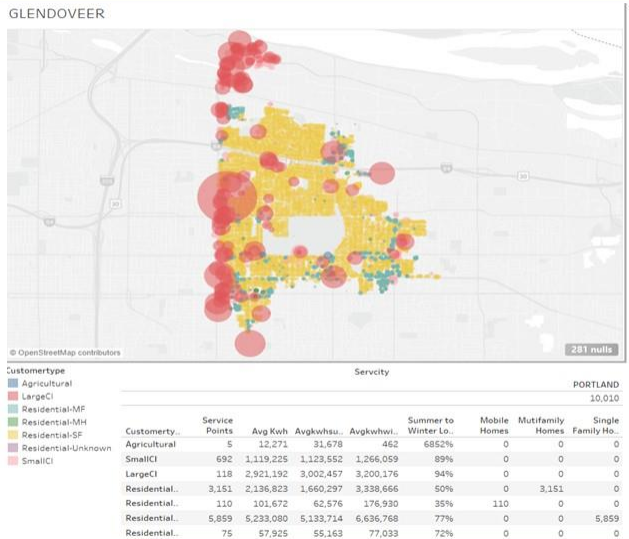 GLENDOVEER
84
30
© OpenStreetMap contributors
281 nulls
Customertype
Agricultural
LargeCI
Residential-MF
Residential-MH
Residential-SF
Residential-Unknown
SmallCI
Servcity
PORTLAND
10,010
Customerty.. Service Points Avg Kwh Avgkwhsu.. Avgkwhwi.. Summer to Winter Lo.. Mobile Homes Mutifamily Homes Single Family Ho..
Agricultural 5 12,271 31,678 462 6852% 0 0 0
SmallCI 692 1,119,225 1,123,552 1,266,059 89% 0 0 0
LargeCI 118 2,921,192 3,002,457 3,200,176 94% 0 0 0
Residential.. 3,151 2,136,823 1,660,297 3,338,666 50% 0 3,151 0
Residential.. 110 101,672 62,576 176,930 35% 110 0 0
Residential.. 5,859 5,233,080 5,133,714 6,636,768 77% 0 0 5,859
Residential.. 75 57,925 55,163 77,033 72% 0 0 0